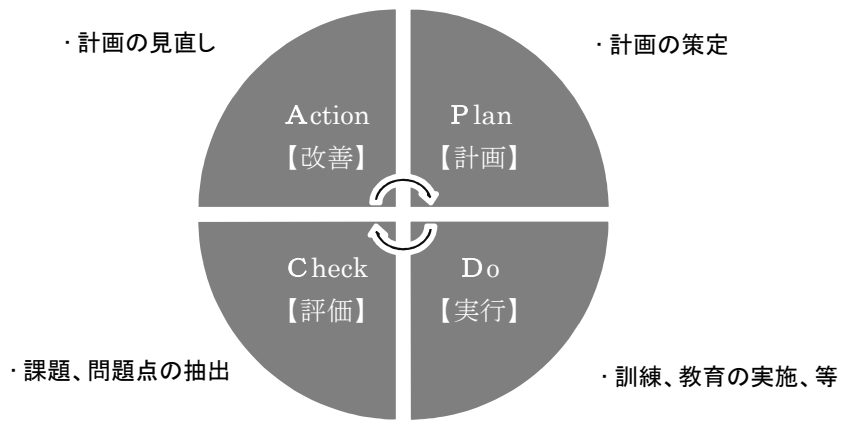 ・計画の見直し
・計画の策定
Action
【改善】
Plan
【計画】
Check
【評価】
Do
【実行】
・課題、問題点の抽出
・訓練、教育の実施、等